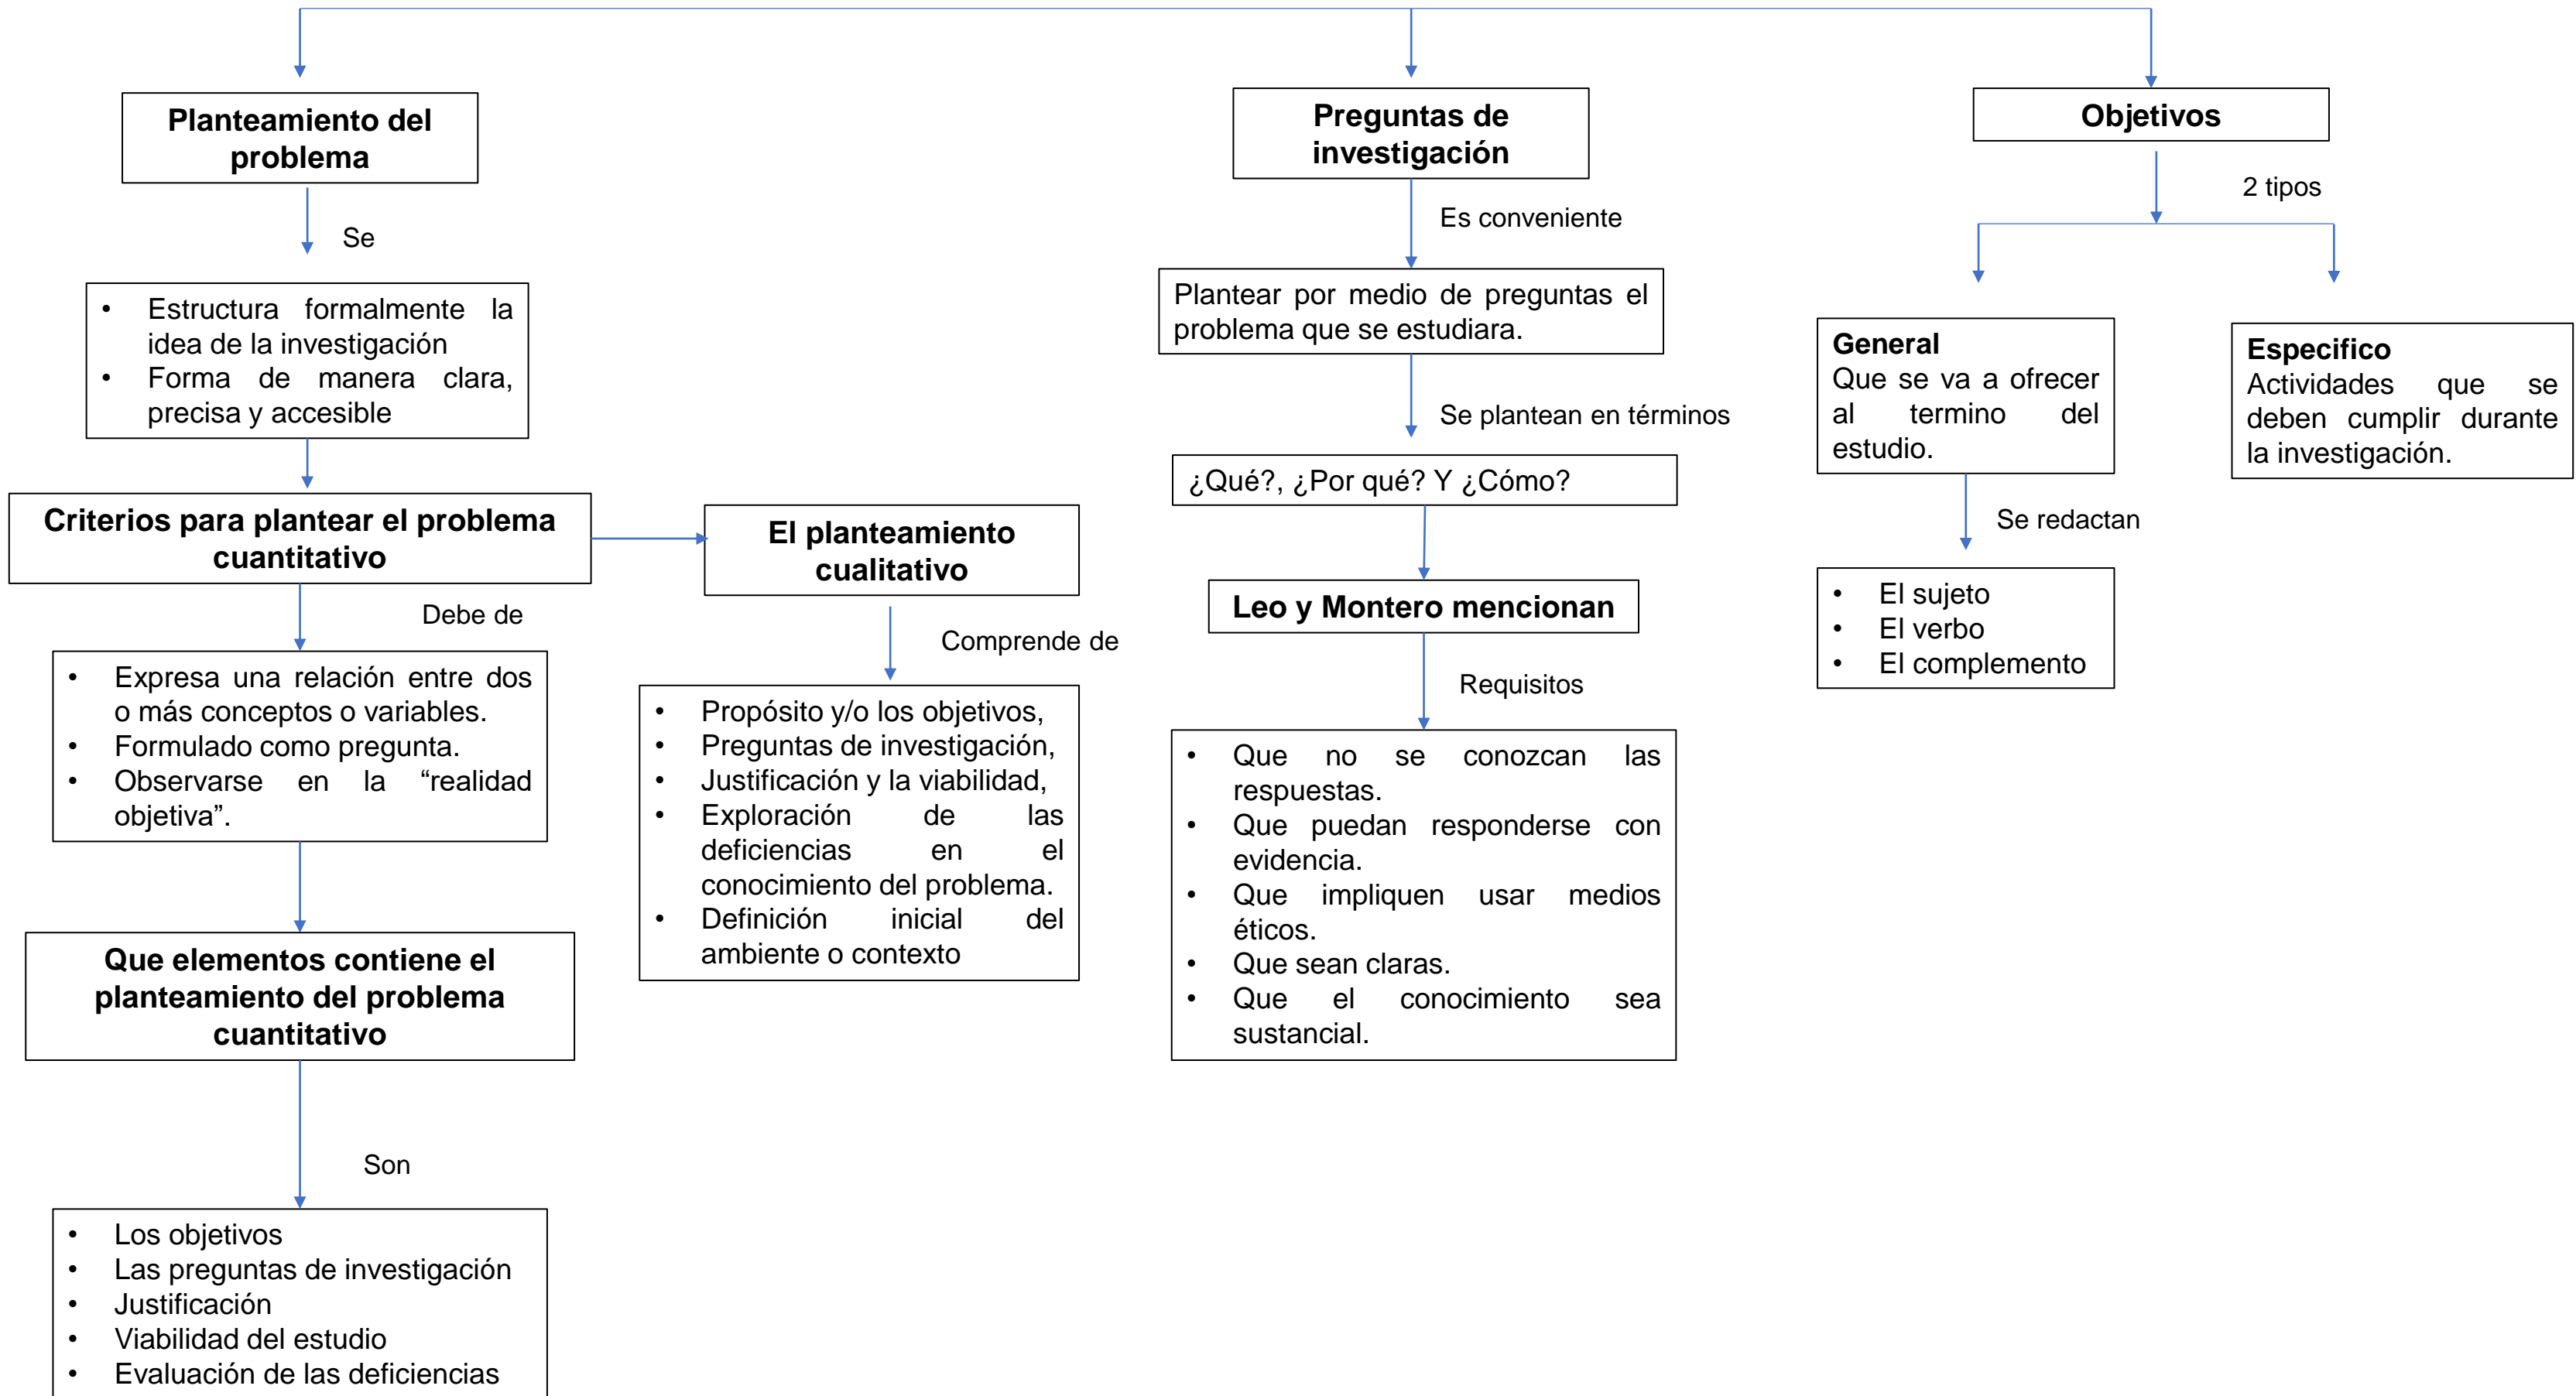 Planteamiento del
problema
Se
• Estructura formalmente la
idea de la investigación
• Forma de manera clara,
precisa y accesible
Criterios para plantear el problema
cuantitativo
Debe de
• Expresa una relación entre dos
o más conceptos o variables.
• Formulado como pregunta.
• Observarse en la “realidad
objetiva”.
Que elementos contiene el
planteamiento del problema
cuantitativo
Son
• Los objetivos
• Las preguntas de investigación
• Justificación
• Viabilidad del estudio
• Evaluación de las deficiencias
El planteamiento
cualitativo
Comprende de
• Propósito y/o los objetivos,
• Preguntas de investigación,
• Justificación y la viabilidad,
• Exploración de las
deficiencias en el
conocimiento del problema.
• Definición inicial del
ambiente o contexto
Preguntas de
investigación
Es conveniente
Plantear por medio de preguntas el
problema que se estudiara.
Se plantean en términos
¿Qué?, ¿Por qué? Y ¿Cómo?
Leo y Montero mencionan
Requisitos
• Que no se conozcan las
respuestas.
• Que puedan responderse con
evidencia.
• Que impliquen usar medios
éticos.
• Que sean claras.
• Que el conocimiento sea
sustancial.
Objetivos
2 tipos
General
Que se va a ofrecer
al termino del
estudio.
Se redactan
• El sujeto
• El verbo
• El complemento
Especifico
Actividades que se
deben cumplir durante
la investigación.